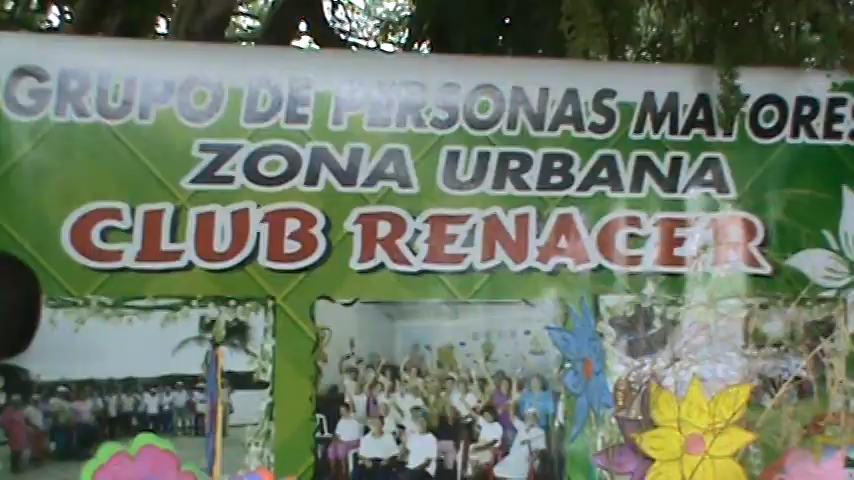 GRUPO DE PERSONAS MAYORES
ZONA URBANA
CLUB RENACER